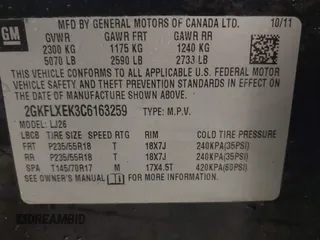 GM
MFD BY GENERAL MOTORS OF CANADA LTD. 10/11
GVWR GAWR FRT GAWR RR
2300 KG 1175 KG 1240 KG
5070 LB 2590 LB 2733 LB
THIS VEHICLE CONFORMS TO ALL APPLICABLE U.S. FEDERAL MOTOR
VEHICLE SAFETY AND THEFT PREVENTION STANDARDS IN EFFECT ON
THE DATE OF MANUFACTURE SHOWN ABOVE.
2GKFLXEK3C6163259 TYPE: M.P.V.
MODEL: LJ26
LBS TIRE SIZE SPEED RTG RIM COLD TIRE PRESSURE
FRT P235/55R18 T 18X7J 240KPA(35PSI)
RR P235/55R18 T 18X7J 240KPA(35PSI)
SPA T145/70R17 M 17X4.5T 420KPA(60PSI)
SEE OWNER'S MANUAL FOR ADDITIONAL INFORMATION.
DREAMBID